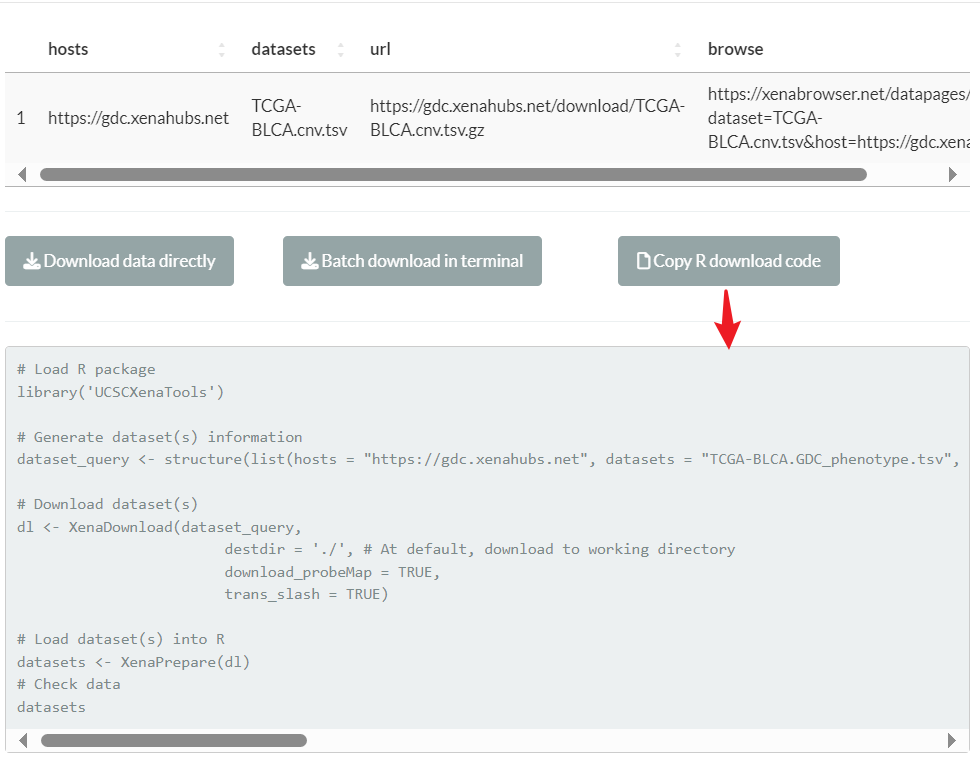 hosts datasets url browse
https://xenabrowser.net/datapages/
TCGA- https://gdc.xenahubs.net/download/TCGA-
1 https://gdc.xenahubs.net dataset=TCGA-
BLCA.cnv.tsv BLCA.cnv.tsv.gz
BLCA.cnv.tsv&host=https://gdc.xena
Download data directly Batch download in terminal Copy R download code
# Load R package
library('UCSCXenaTools')
# Generate dataset(s) information
dataset_query <- structure(list(hosts = "https://gdc.xenahubs.net", datasets = "TCGA-BLCA.GDC_phenotype.tsv",
# Download dataset(s)
dl <- XenaDownload(dataset_query,
destdir = './', # At default, download to working directory
download_probeMap = TRUE,
trans_slash = TRUE)
# Load dataset(s) into R
datasets <- XenaPrepare(dl)
# Check data
datasets